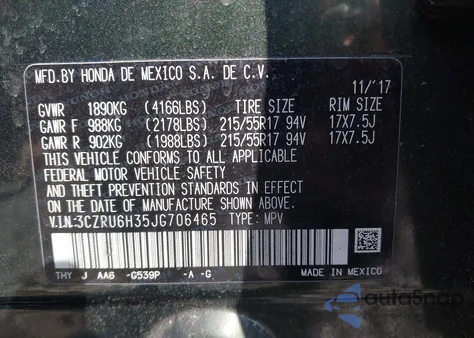 MFD.BY HONDA DE MEXICO S.A. DE C.V.
11/'17
GVWR 1890KG (4166LBS) TIRE SIZE RIM SIZE
GAWR F 988KG (2178LBS) 215/55R17 94V 17X7.5J
GAWR R 902KG (1988LBS) 215/55R17 94V 17X7.5J
THIS VEHICLE CONFORMS TO ALL APPLICABLE
FEDERAL MOTOR VEHICLE SAFETY
AND THEFT PREVENTION STANDARDS IN EFFECT
ON THE DATE OF MANUFACTURE SHOWN ABOVE.
V.I.N:3CZRU6H35JG706465 TYPE: MPV
THY J AA6 -G539P -A -G
MADE IN MEXICO
autoSnap